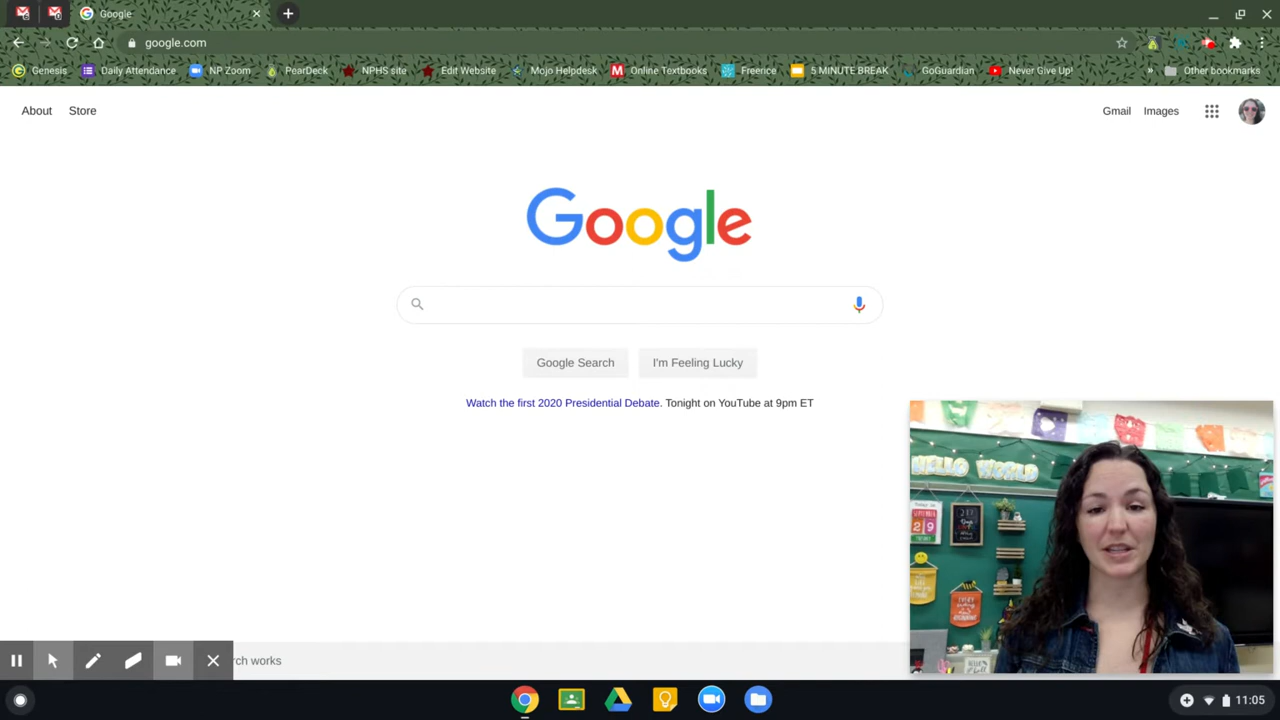 Google
google.com
Genesis Daily Attendance NP Zoom PearDeck NPHS site Edit Website Mojo Helpdesk Online Textbooks Freerice 5 MINUTE BREAK GoGuardian Never Give Up! » Other bookmarks
About Store Gmail Images
Google
Google Search I'm Feeling Lucky
Watch the first 2020 Presidential Debate. Tonight on YouTube at 9pm ET
HELLO WORLD
SEPTEMBER
29
rch works
11:05